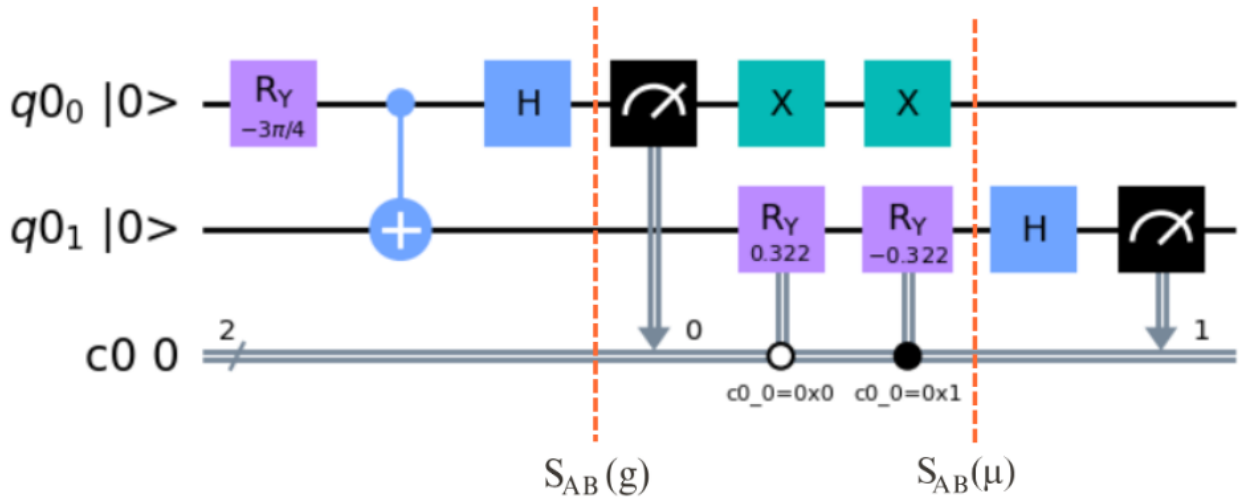 R_Y
−3π/4
q0₀ |0>
H
X
X
q0₁ |0>
R_Y
0.322
R_Y
−0.322
H
2
0
1
c0 0
c0_0=0x0
c0_0=0x1
S_AB(g)
S_AB(μ)